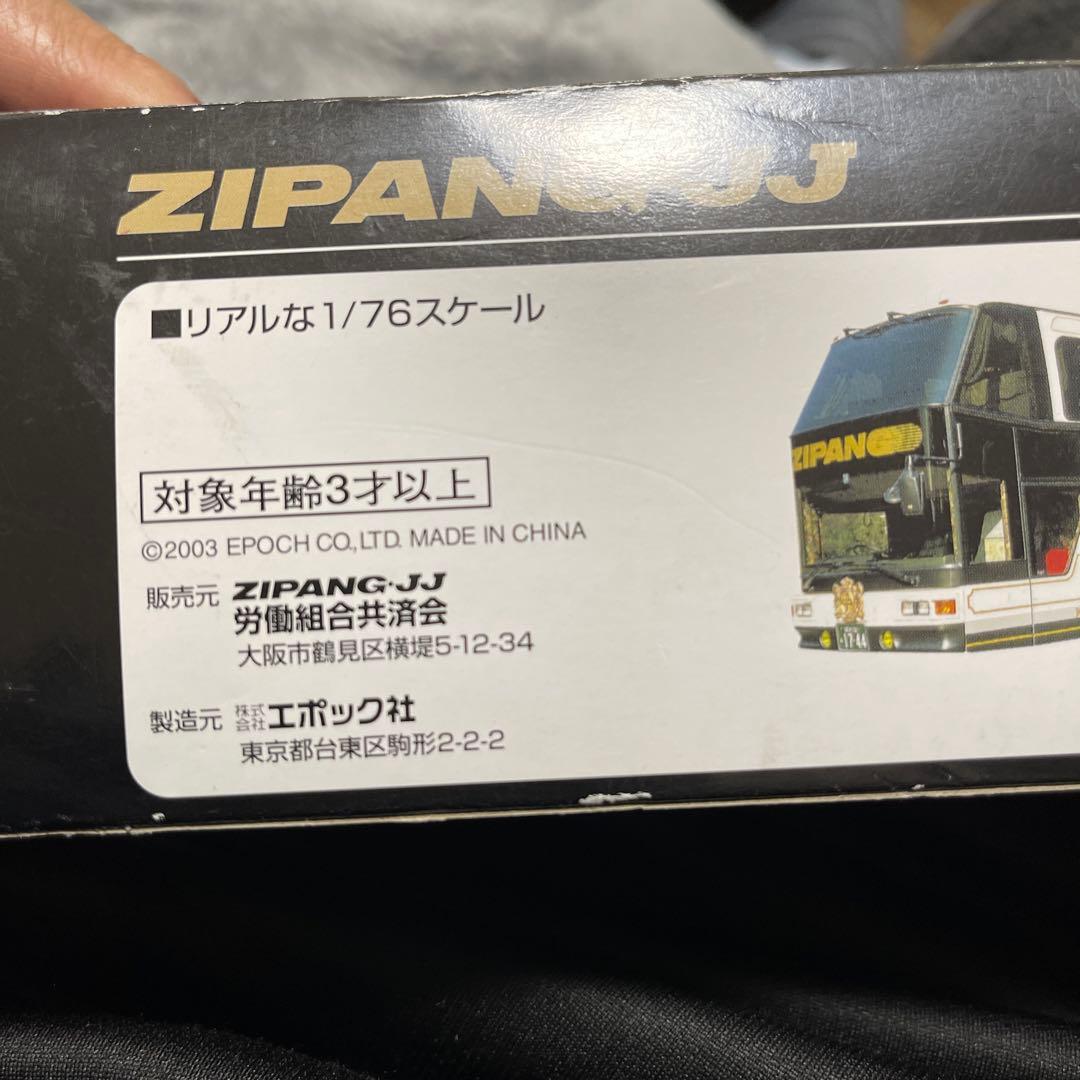 ZIPANG・JJ
■リアルな1/76スケール
ZIPANG
対象年齢3才以上
©2003 EPOCH CO.,LTD. MADE IN CHINA
販売元 ZIPANG・JJ
労働組合共済会
大阪市鶴見区横堤5-12-34
製造元 株式会社エポック社
東京都台東区駒形2-2-2